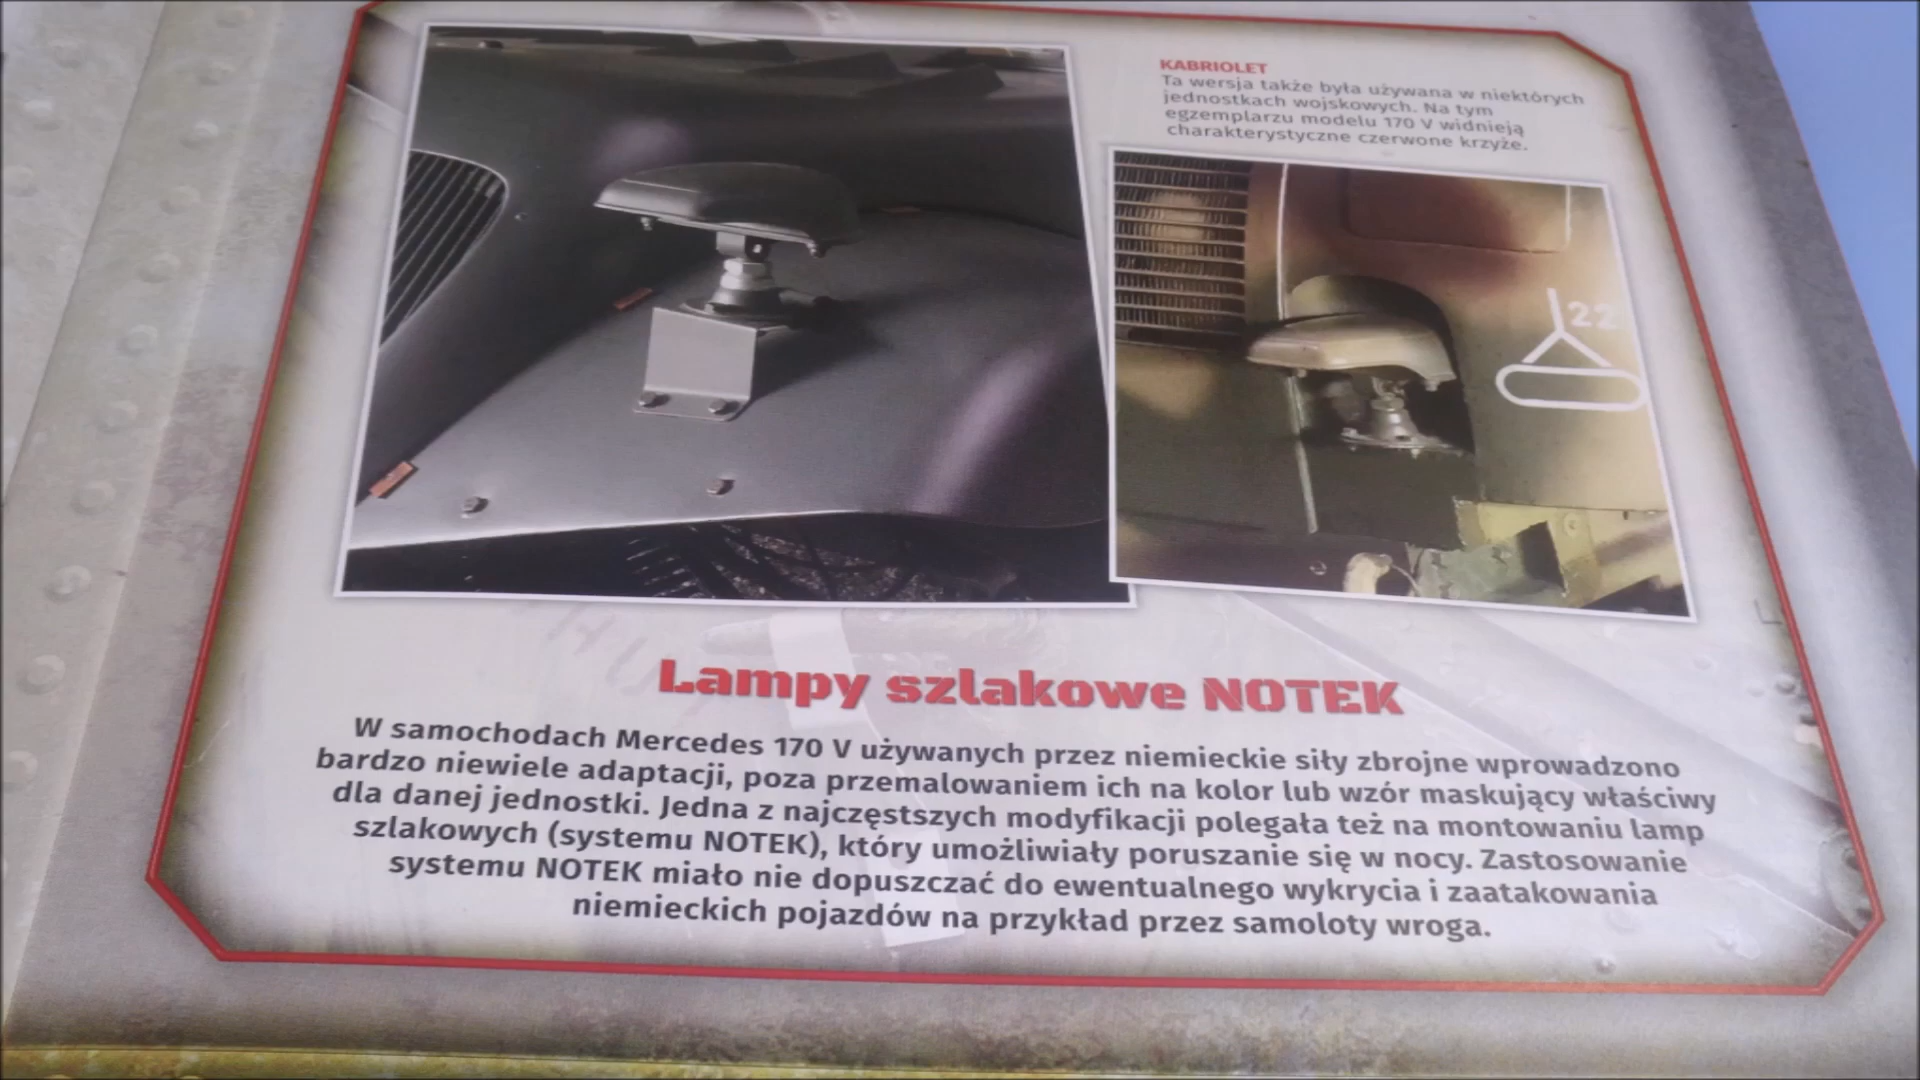 KABRIOLET
Ta wersja także była używana w niektórych
jednostkach wojskowych. Na tym
egzemplarzu modelu 170 V widnieją
charakterystyczne czerwone krzyże.
22
Lampy szlakowe NOTEK
W samochodach Mercedes 170 V używanych przez niemieckie siły zbrojne wprowadzono
bardzo niewiele adaptacji, poza przemalowaniem ich na kolor lub wzór maskujący właściwy
dla danej jednostki. Jedna z najczęstszych modyfikacji polegała też na montowaniu lamp
szlakowych (systemu NOTEK), który umożliwiały poruszanie się w nocy. Zastosowanie
systemu NOTEK miało nie dopuszczać do ewentualnego wykrycia i zaatakowania
niemieckich pojazdów na przykład przez samoloty wroga.